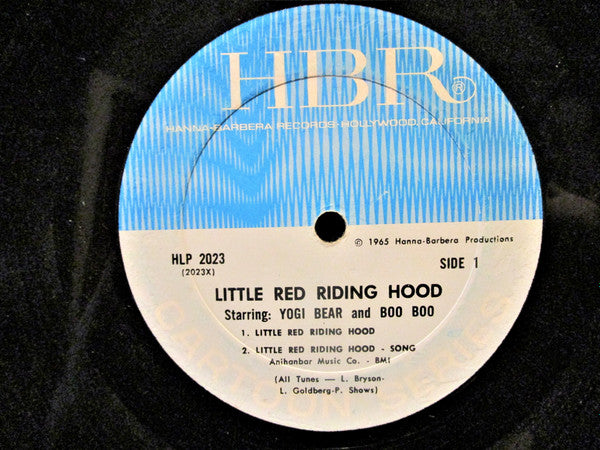 HBR®
HANNA-BARBERA RECORDS·HOLLYWOOD, CALIFORNIA
℗ 1965 Hanna-Barbera Productions
HLP 2023
SIDE 1
(2023X)
LITTLE RED RIDING HOOD
Starring: YOGI BEAR and BOO BOO
1. LITTLE RED RIDING HOOD
2. LITTLE RED RIDING HOOD - SONG
Anihanbar Music Co. - BMI
(All Tunes — L. Bryson-
L. Goldberg-P. Shows)
CARTOON SERIES